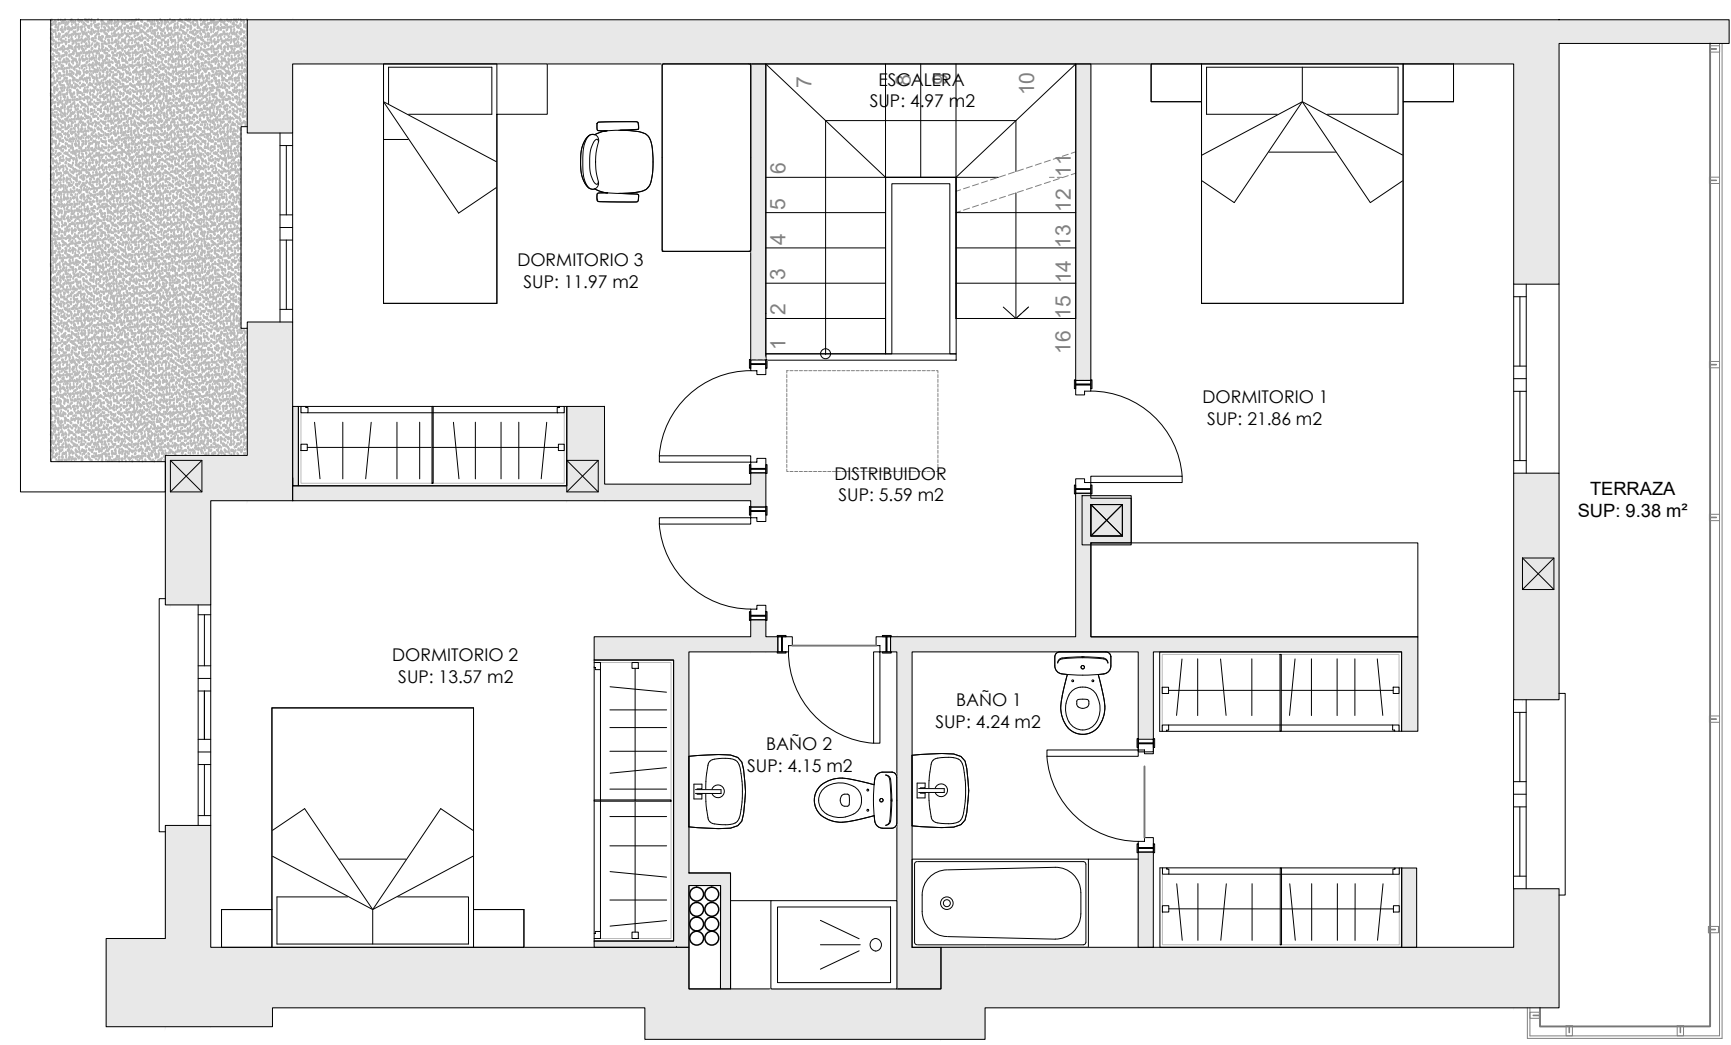 ESCALERA
SUP: 4.97 m2
7
8
9
10
6
5
4
3
2
1
11
12
13
14
15
16
DORMITORIO 3
SUP: 11.97 m2
DORMITORIO 1
SUP: 21.86 m2
DISTRIBUIDOR
SUP: 5.59 m2
TERRAZA
SUP: 9.38 m²
DORMITORIO 2
SUP: 13.57 m2
BAÑO 1
SUP: 4.24 m2
BAÑO 2
SUP: 4.15 m2